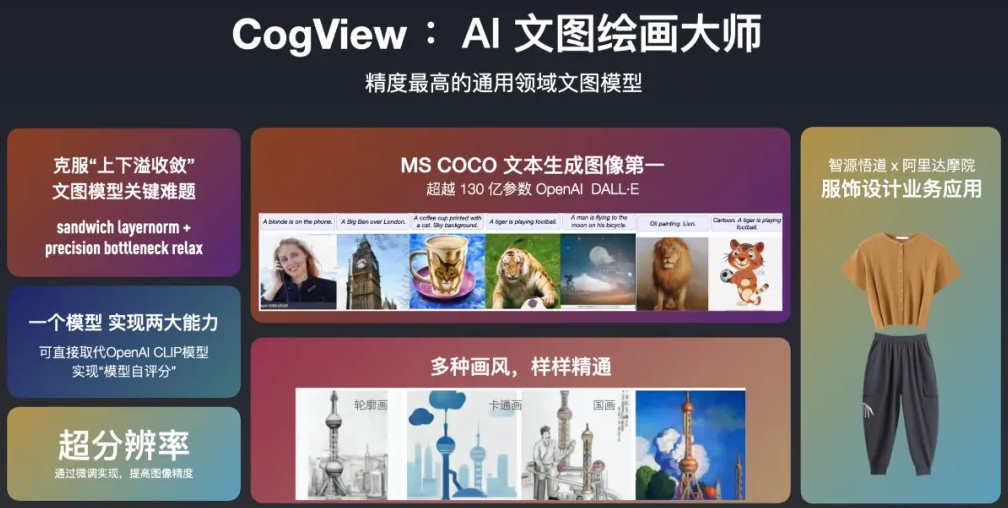 CogView ： AI 文图绘画大师
精度最高的通用领域文图模型
克服“上下溢收敛”
文图模型关键难题
sandwich layernorm +
precision bottleneck relax
一个模型 实现两大能力
可直接取代OpenAI CLIP模型
实现“模型自评分”
超分辨率
通过微调实现，提高图像精度
MS COCO 文本生成图像第一
超越 130 亿参数 OpenAI DALL·E
A blonde is on the phone.
A Big Ben over London.
A coffee cup printed with
a cat. Sky background.
A tiger is playing football.
A man is flying to the
moon on his bicycle.
Oil painting. Lion.
Cartoon. A tiger is playing
football.
多种画风，样样精通
轮廓画
卡通画
国画
智源悟道 x 阿里达摩院
服饰设计业务应用